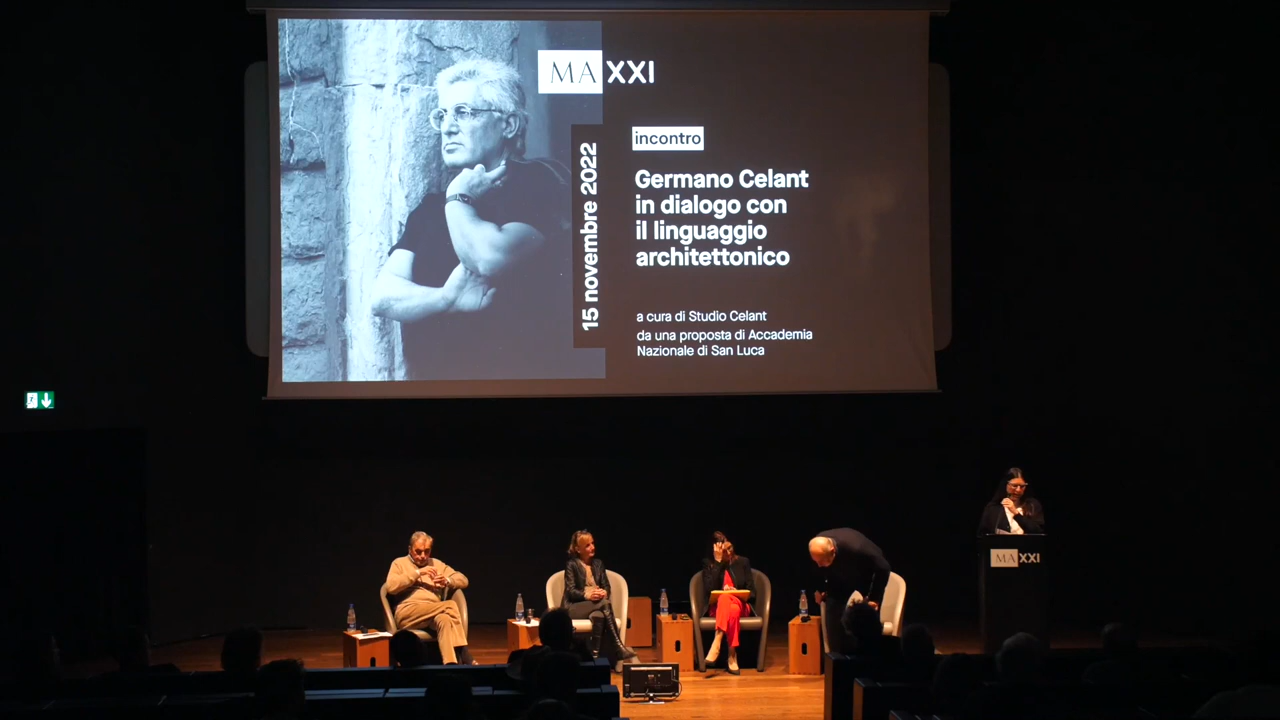 MAXXI
incontro
Germano Celant
in dialogo con
il linguaggio
architettonico
15 novembre 2022
a cura di Studio Celant
da una proposta di Accademia
Nazionale di San Luca
MAXXI